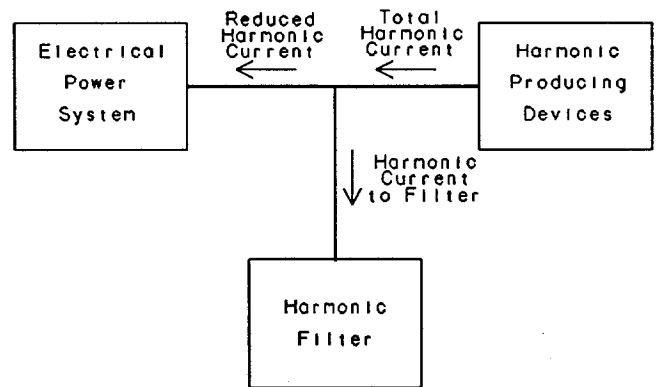 Electrical
Power
System
Reduced
Harmonic
Current
Total
Harmonic
Current
Harmonic
Producing
Devices
Harmonic
Current
to Filter
Harmonic
Filter